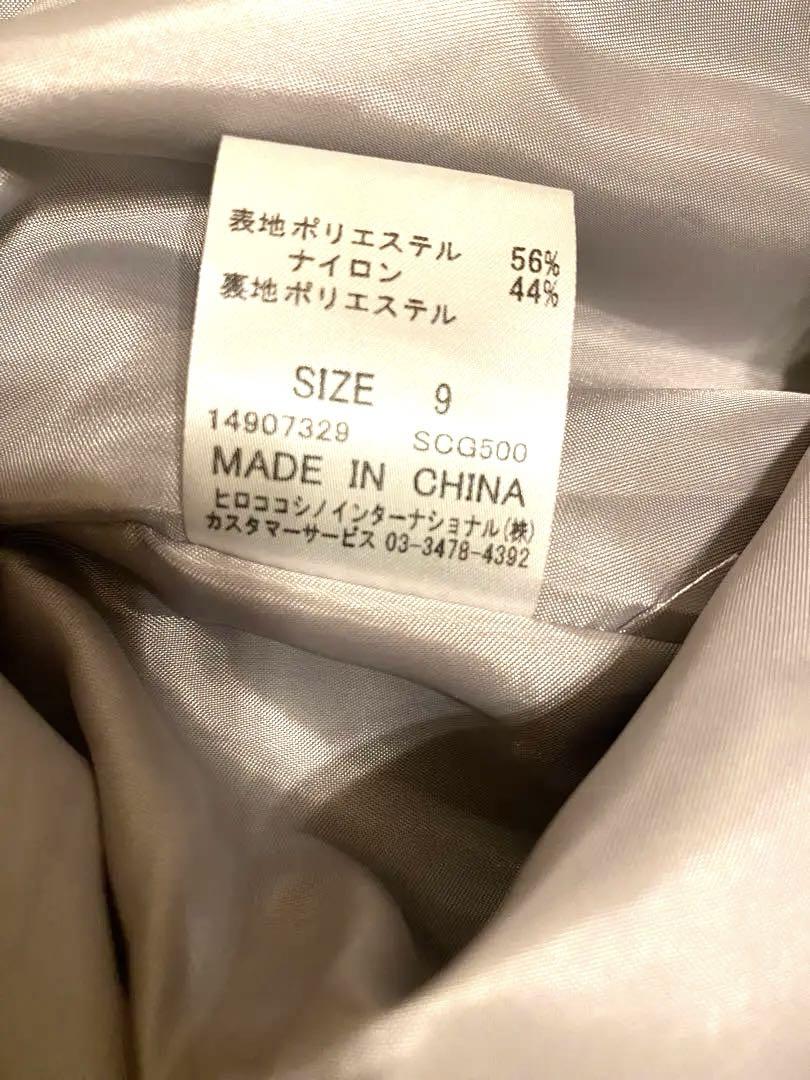 表地ポリエステル 56%
ナイロン 44%
裏地ポリエステル
SIZE 9
14907329 SCG500
MADE IN CHINA
ヒロココシノインターナショナル(株)
カスタマーサービス 03-3478-4392